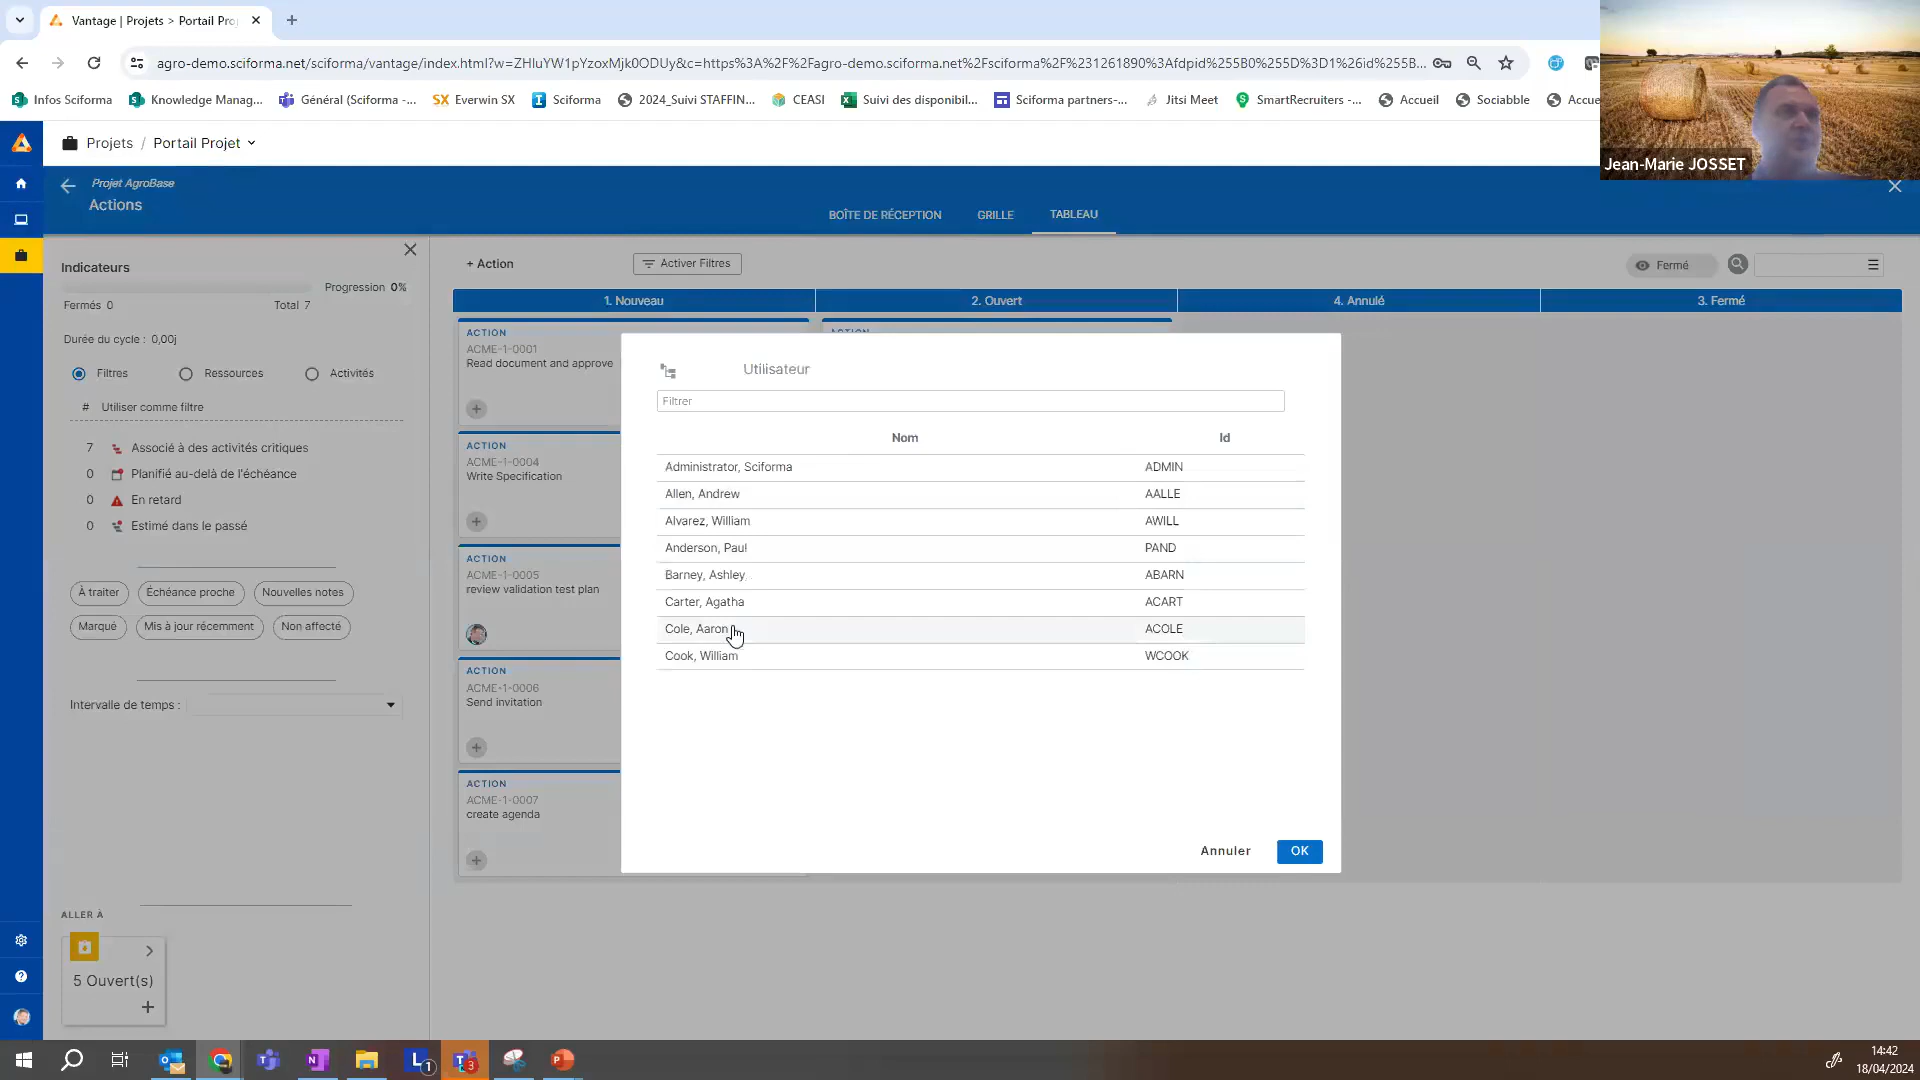 Vantage | Projets > Portail Pro
agro-demo.sciforma.net/sciforma/vantage/index.html?w=ZHIuYW1pYzoxMjk0ODUy&c=https%3A%2F%2Fagro-demo.sciforma.net%2Fsciforma%2F%231261890%3Afdpid%255B0%255D%3D1%26id%255B...
Infos Sciforma
Knowledge Manag...
Général (Sciforma -...
SX Everwin SX
Sciforma
2024_Suivi STAFFIN...
CEASI
Suivi des disponibil...
Sciforma partners-...
Jitsi Meet
SmartRecruiters -...
Accueil
Sociabble
Accue
Jean-Marie JOSSET
Projets / Portail Projet
Projet AgroBase
Actions
BOÎTE DE RÉCEPTION
GRILLE
TABLEAU
Indicateurs
Progression 0%
Fermés 0
Total 7
Durée du cycle : 0,00j
Filtres
Ressources
Activités
# Utiliser comme filtre
7 Associé à des activités critiques
0 Planifié au-delà de l'échéance
0 En retard
0 Estimé dans le passé
À traiter
Échéance proche
Nouvelles notes
Marqué
Mis à jour récemment
Non affecté
Intervalle de temps :
ALLER À
5 Ouvert(s)
+ Action
Activer Filtres
Fermé
1. Nouveau
2. Ouvert
4. Annulé
3. Fermé
ACTION
ACME-1-0001
Read document and approve
ACTION
ACME-1-0004
Write Specification
ACTION
ACME-1-0005
review validation test plan
ACTION
ACME-1-0006
Send invitation
ACTION
ACME-1-0007
create agenda
ACTION
Utilisateur
Filtrer
Nom
Id
Administrator, Sciforma
ADMIN
Allen, Andrew
AALLE
Alvarez, William
AWILL
Anderson, Paul
PAND
Barney, Ashley
ABARN
Carter, Agatha
ACART
Cole, Aaron
ACOLE
Cook, William
WCOOK
Annuler
OK
1
3
14:42
18/04/2024